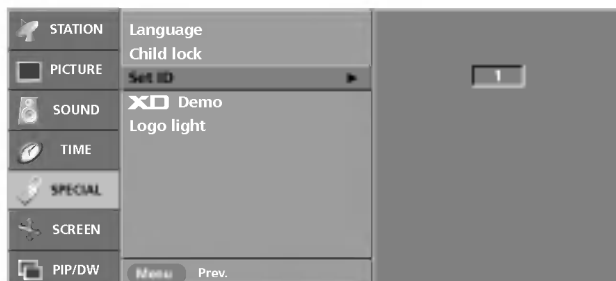 STATION
PICTURE
SOUND
TIME
SPECIAL
SCREEN
PIP/DW
Language
Child lock
Set ID
XD Demo
Logo light
Menu Prev.
1